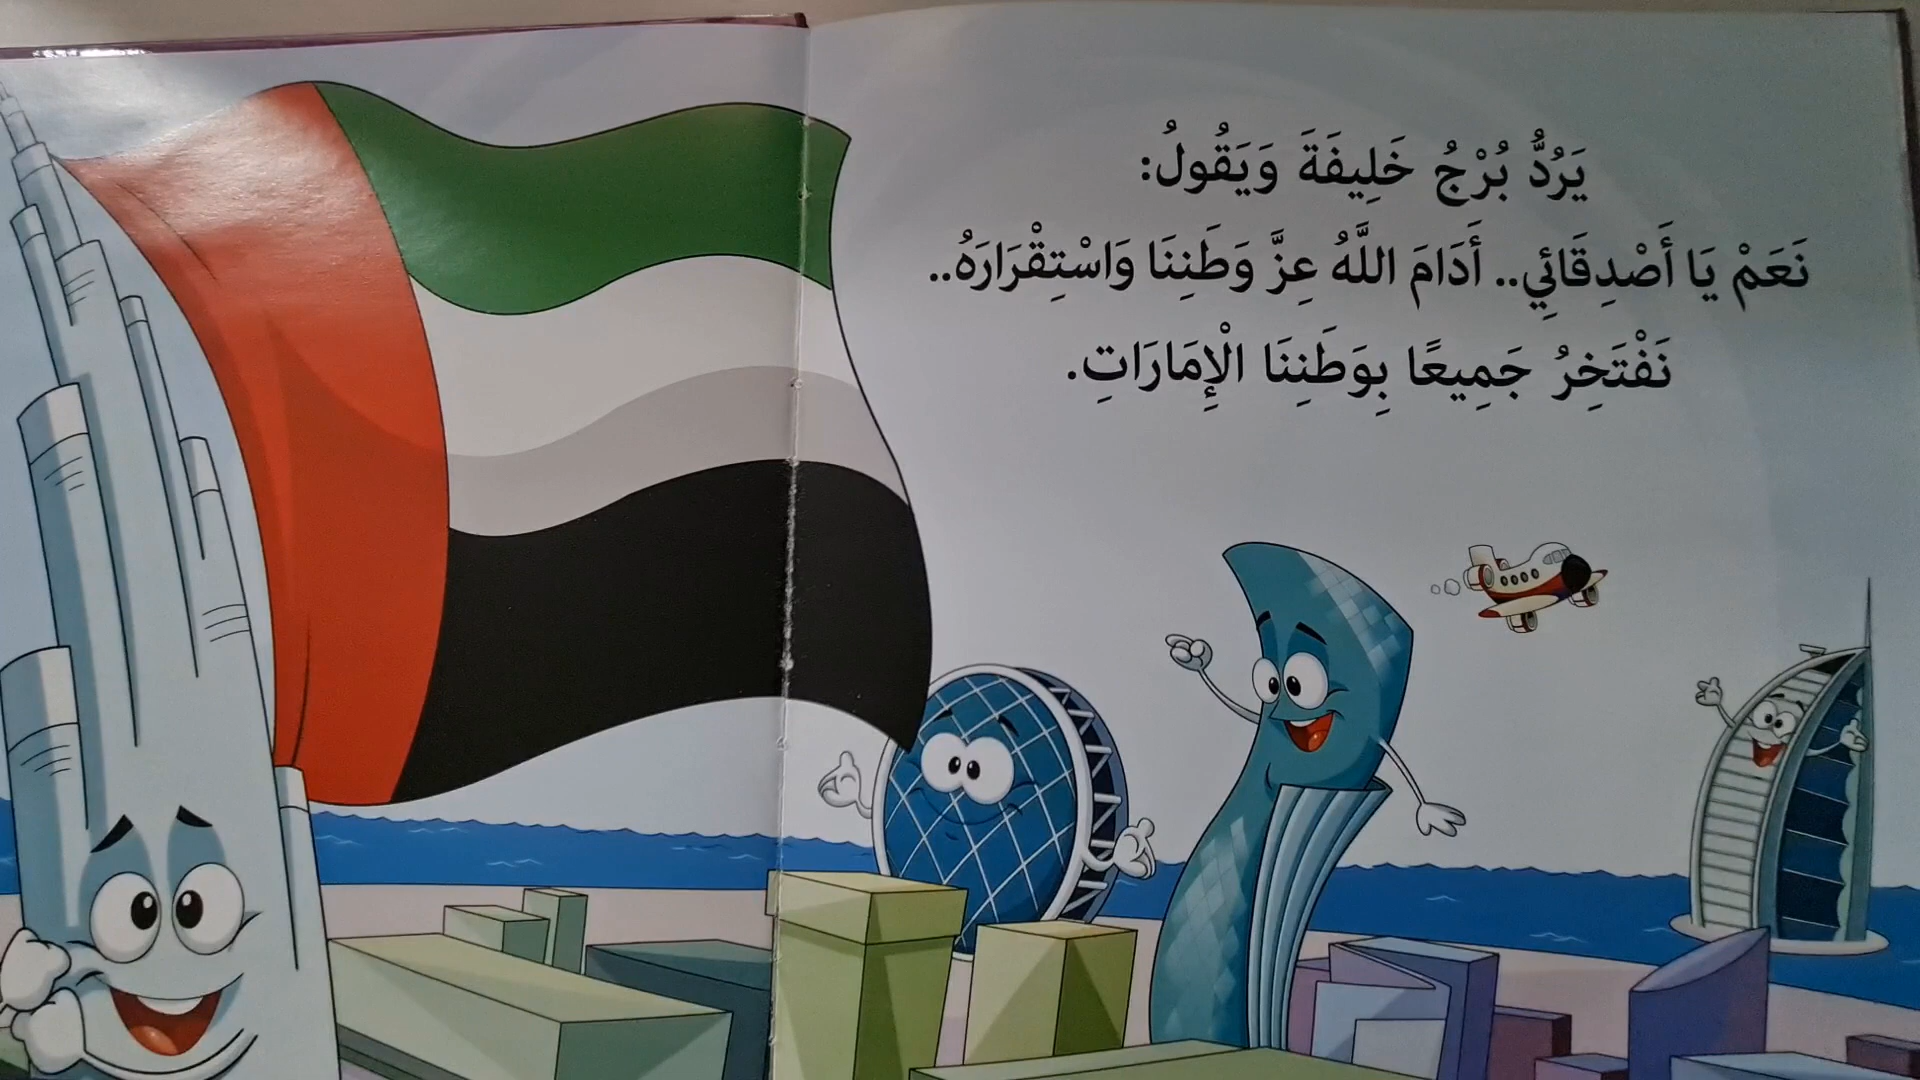 يَرُدُّ بُرْجُ خَلِيفَةَ وَيَقُولُ:
نَعَمْ يَا أَصْدِقَائِي.. أَدَامَ اللَّهُ عِزَّ وَطَنِنَا وَاسْتِقْرَارَهُ..
نَفْتَخِرُ جَمِيعًا بِوَطَنِنَا الْإِمَارَاتِ.